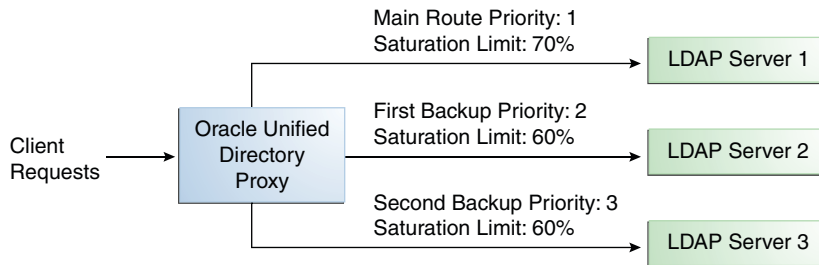 Main Route Priority: 1
Saturation Limit: 70%
LDAP Server 1
Client
Requests
Oracle Unified
Directory
Proxy
First Backup Priority: 2
Saturation Limit: 60%
LDAP Server 2
Second Backup Priority: 3
Saturation Limit: 60%
LDAP Server 3